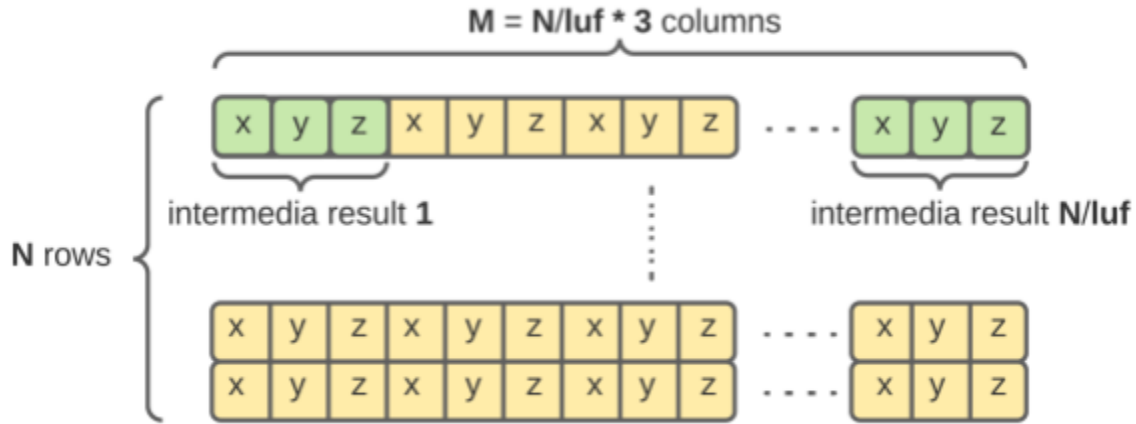 M = N/luf * 3 columns
x y z x y z x y z x y z
intermedia result 1 intermedia result N/luf
N rows
x y z x y z x y z x y z
x y z x y z x y z x y z